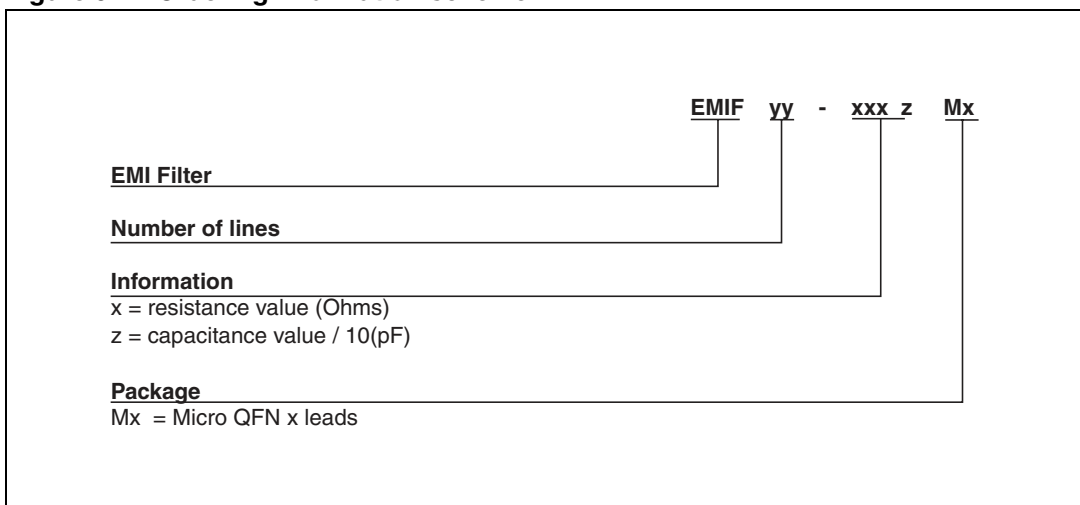 EMIF yy - xxx z Mx
EMI Filter
Number of lines
Information
x = resistance value (Ohms)
z = capacitance value / 10(pF)
Package
Mx = Micro QFN x leads